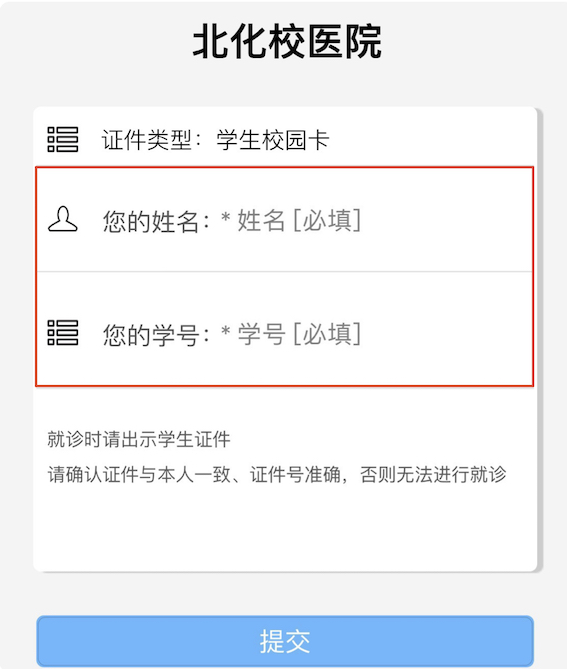 北化校医院
证件类型：学生校园卡
您的姓名：* 姓名 [必填]
您的学号：* 学号 [必填]
就诊时请出示学生证件
请确认证件与本人一致、证件号准确，否则无法进行就诊
提交